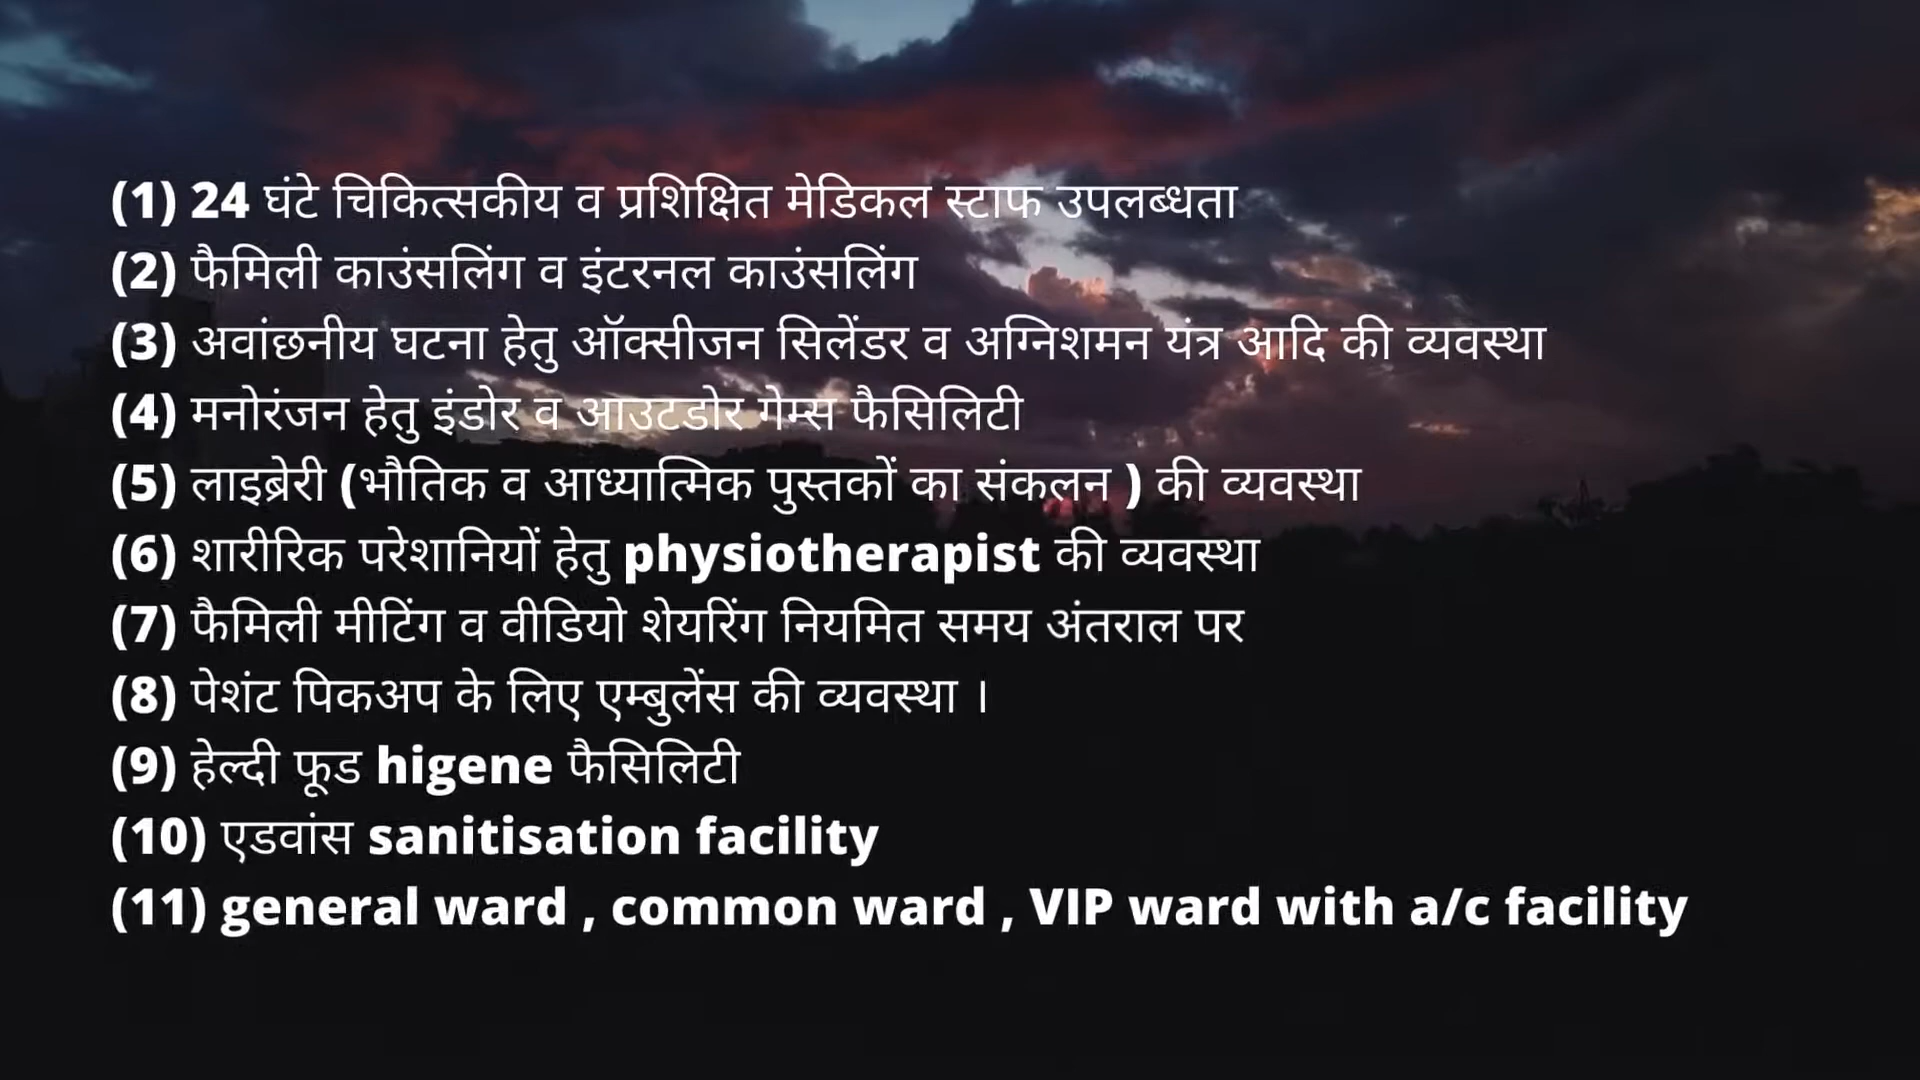 (1) 24 घंटे चिकित्सकीय व प्रशिक्षित मेडिकल स्टाफ उपलब्धता
(2) फैमिली काउंसलिंग व इंटरनल काउंसलिंग
(3) अवांछनीय घटना हेतु ऑक्सीजन सिलेंडर व अग्निशमन यंत्र आदि की व्यवस्था
(4) मनोरंजन हेतु इंडोर व आउटडोर गेम्स फैसिलिटी
(5) लाइब्रेरी (भौतिक व आध्यात्मिक पुस्तकों का संकलन ) की व्यवस्था
(6) शारीरिक परेशानियों हेतु physiotherapist की व्यवस्था
(7) फैमिली मीटिंग व वीडियो शेयरिंग नियमित समय अंतराल पर
(8) पेशंट पिकअप के लिए एम्बुलेंस की व्यवस्था ।
(9) हेल्दी फूड higene फैसिलिटी
(10) एडवांस sanitisation facility
(11) general ward , common ward , VIP ward with a/c facility